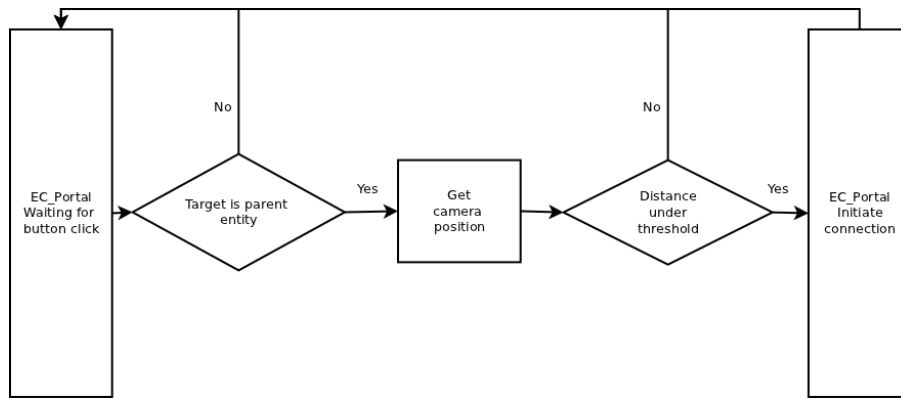 No
No
EC_Portal
Waiting for
button click
Target is parent
entity
Yes
Get
camera
position
Distance
under
threshold
Yes
EC_Portal
Initiate
connection